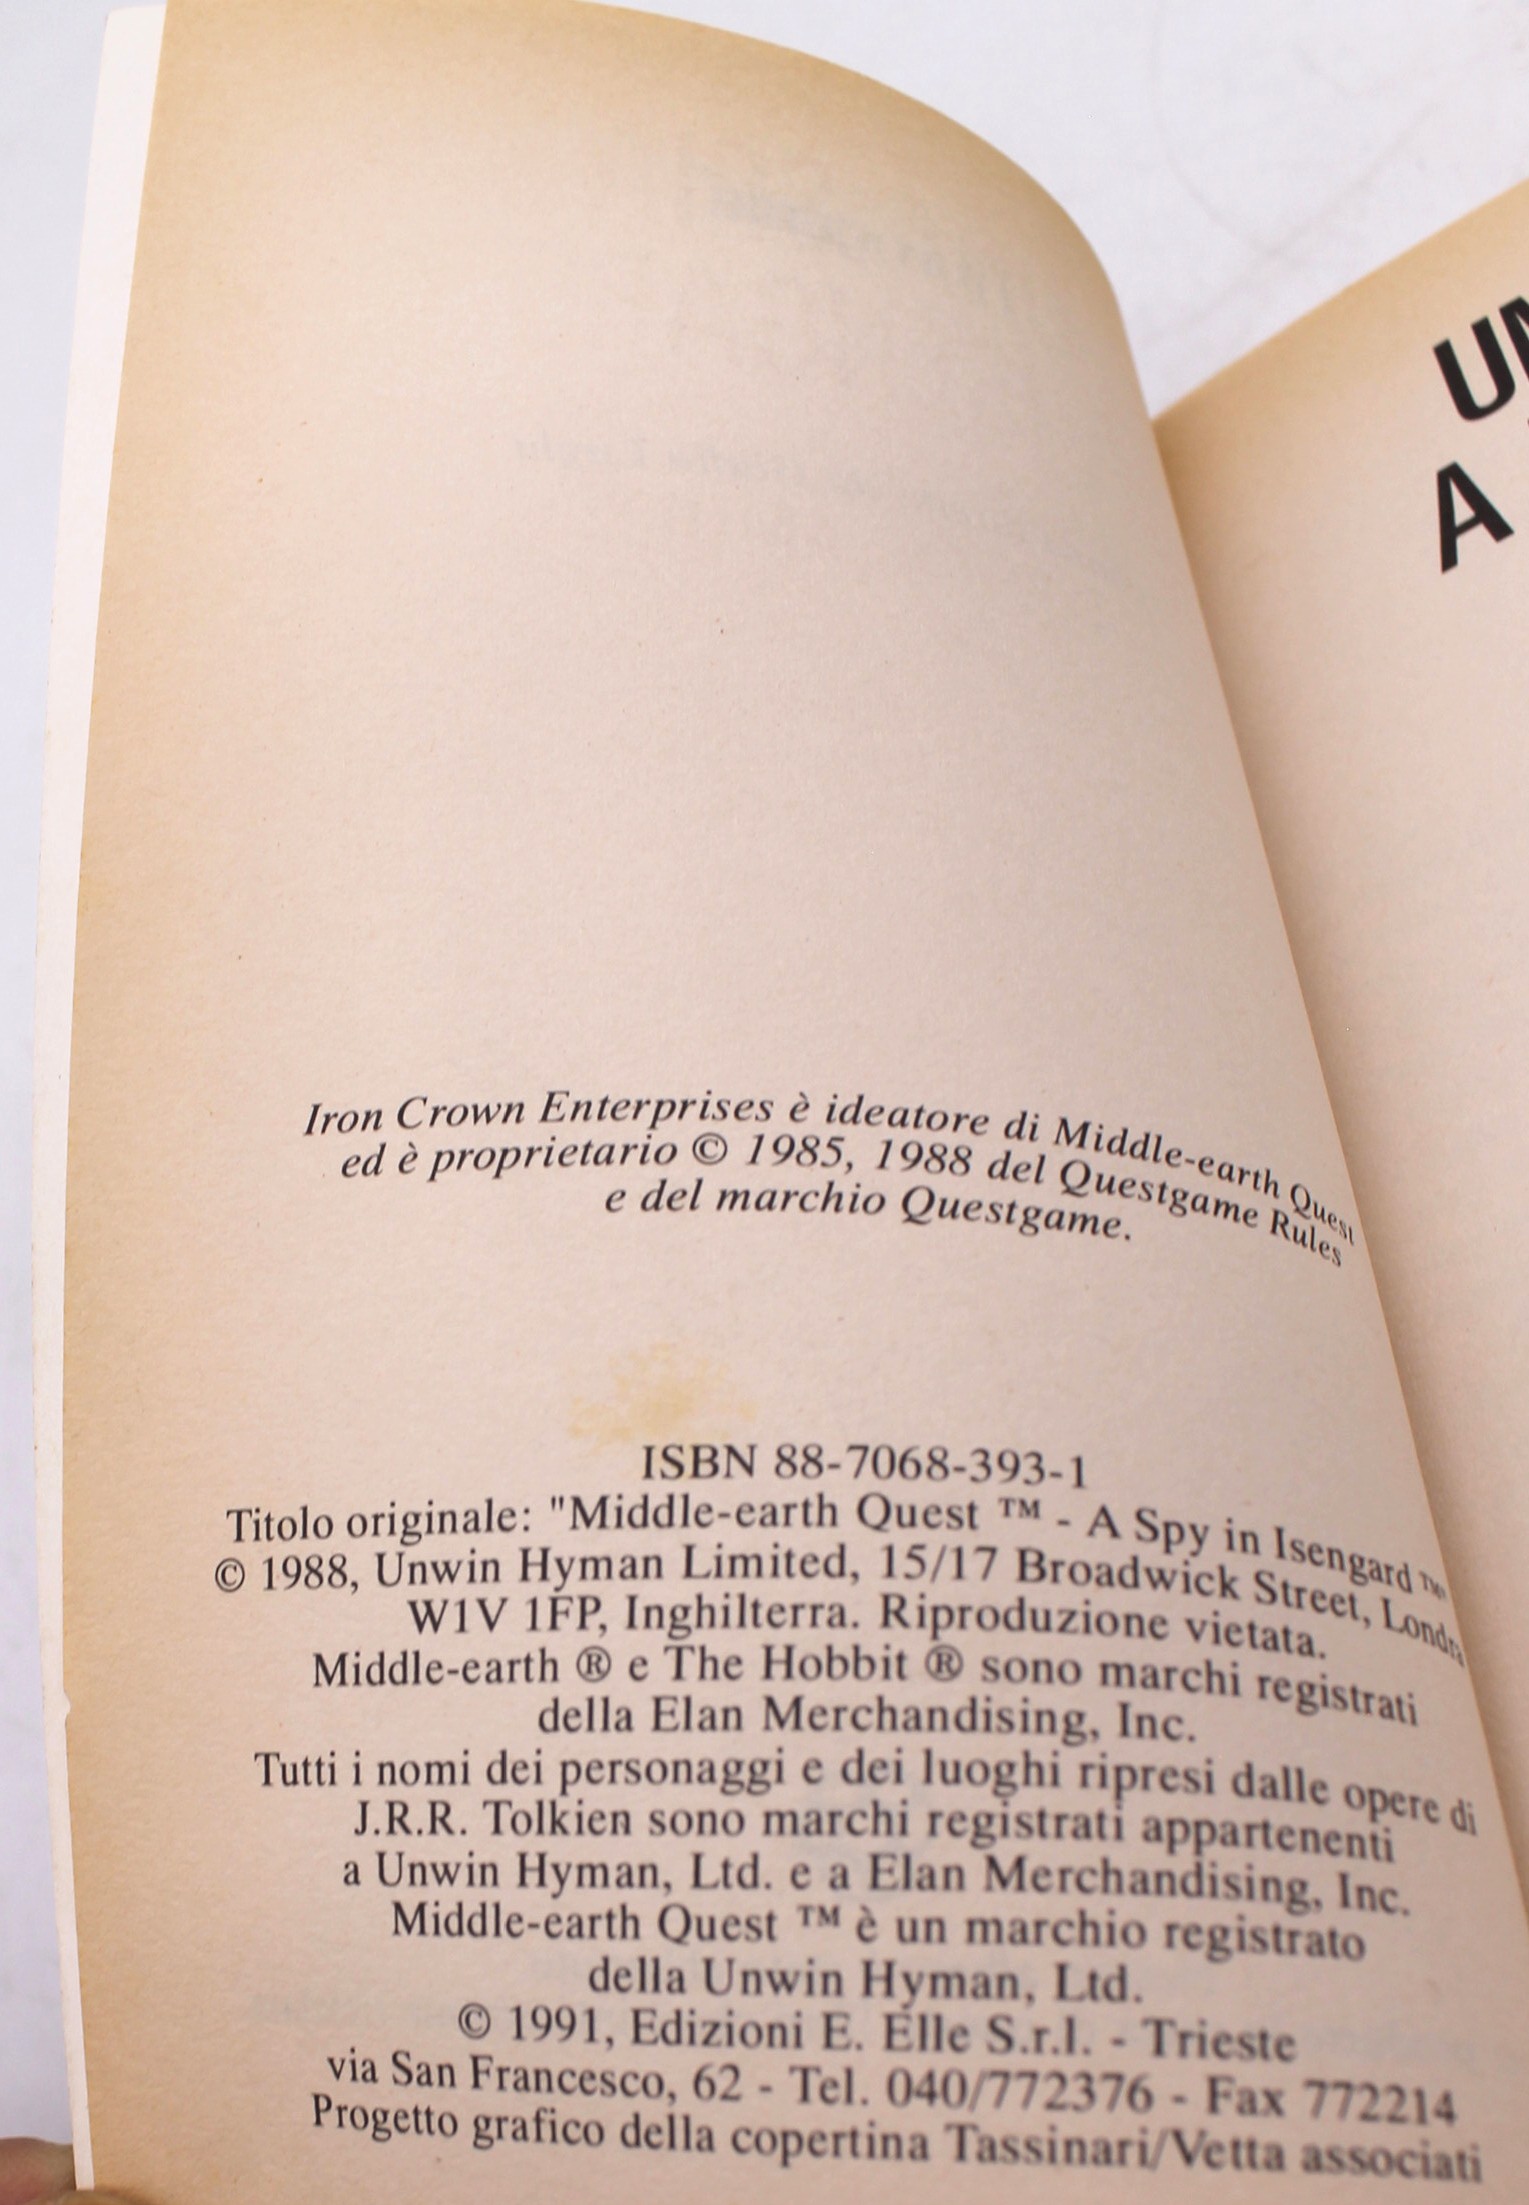 Iron Crown Enterprises è ideatore di Middle-earth Quest
ed è proprietario © 1985, 1988 del Questgame Rules
e del marchio Questgame.
ISBN 88-7068-393-1
Titolo originale: "Middle-earth Quest ™ - A Spy in Isengard ™"
© 1988, Unwin Hyman Limited, 15/17 Broadwick Street, Londra
W1V 1FP, Inghilterra. Riproduzione vietata.
Middle-earth ® e The Hobbit ® sono marchi registrati
della Elan Merchandising, Inc.
Tutti i nomi dei personaggi e dei luoghi ripresi dalle opere di
J.R.R. Tolkien sono marchi registrati appartenenti
a Unwin Hyman, Ltd. e a Elan Merchandising, Inc.
Middle-earth Quest ™ è un marchio registrato
della Unwin Hyman, Ltd.
© 1991, Edizioni E. Elle S.r.l. - Trieste
via San Francesco, 62 - Tel. 040/772376 - Fax 772214
Progetto grafico della copertina Tassinari/Vetta associati
A